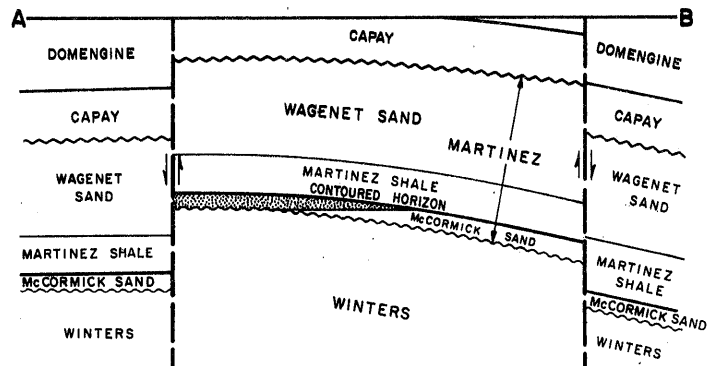 A
B
DOMENGINE
CAPAY
WAGENET
SAND
MARTINEZ SHALE
McCORMICK SAND
WINTERS
CAPAY
WAGENET SAND
MARTINEZ
MARTINEZ SHALE
CONTOURED HORIZON
McCORMICK SAND
WINTERS
DOMENGINE
CAPAY
WAGENET
SAND
MARTINEZ
SHALE
McCORMICK SAND
WINTERS